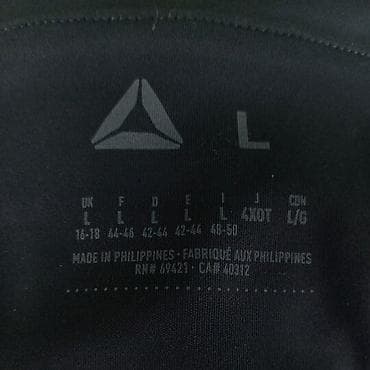 L
UK F D E I J CDN
L L L L L 4XOT L/G
16-18 44-46 42-44 42-44 48-50
MADE IN PHILIPPINES · FABRIQUÉ AUX PHILIPPINES
RN# 69421 · CA# 40312